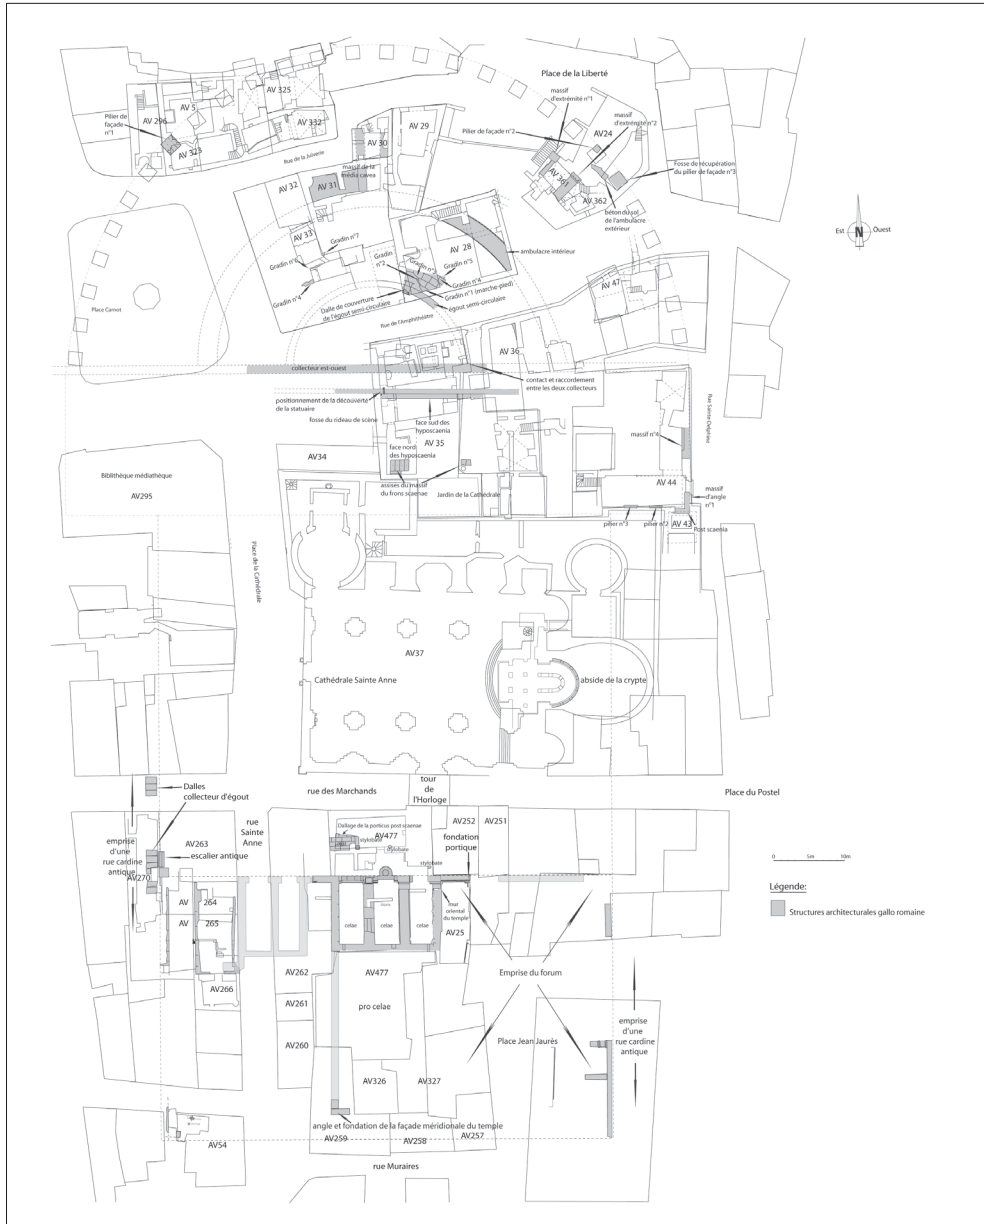 Place de la Liberté
massif
d'extrémité n°1
massif
d'extrémité n°2
AV 325
AV 5
AV 296
Pilier de
façade
n°1
AV 323
AV 332
AV 29
AV 30
Pilier de façade n°2
AV24
Rue de la Juiverie
massif de la
média cavea
Fosse de récupération
du pilier de façade n°3
AV 32
AV 31
AV 361
AV 362
béton du sol
de l'ambulacre
extérieur
Est
N
Ouest
AV 33
Gradin n°7
Gradin n°6
Gradin n°4
AV 28
Gradin
n°2
Gradin n°3
Gradin n°5
Gradin n°4
ambulacre intérieur
Gradin n°1 (marche-pied)
égout semi-circulaire
Dalle de couverture
de l'égout semi-circulaire
AV 47
Place Carnot
Rue de l'Amphithéâtre
AV 36
collecteur est-ouest
contact et raccordement
entre les deux collecteurs
positionnement de la découverte
de la statuaire
fosse du rideau de scène
face sud des
hyposcaenia
AV 35
face nord
des hyposcaenia
massif n°4
AV34
Biblithèque médiathèque
AV295
assises du massif
du frons scaenae
Jardin de la Cathédrale
AV 44
massif
d'angle
n°1
pilier n°3
pilier n°2
AV 43
Post scaenia
Place de la Cathédrale
AV37
Cathédrale Sainte Anne
abside de la crypte
Dalles
collecteur d'égout
rue des Marchands
tour
de
l'Horloge
Place du Postel
emprise
d'une
rue cardine
antique
AV263
escalier antique
rue
Sainte
Anne
Dallage de la porticus post scaenae
AV477
stylobate
stylobate
stylobate
AV252
AV251
fondation
portique
0
5m
10m
AV270
AV
264
AV
265
celae
celae
celae
mur
oriental
du temple
AV25
Légende:
Structures architecturales gallo romaine
AV266
AV262
AV477
AV261
pro celae
Emprise du forum
AV260
Place Jean Jaurès
emprise
d'une
rue cardine
antique
AV326
AV327
angle et fondation de la façade méridionale du temple
AV54
AV259
AV258
AV257
rue Muraires